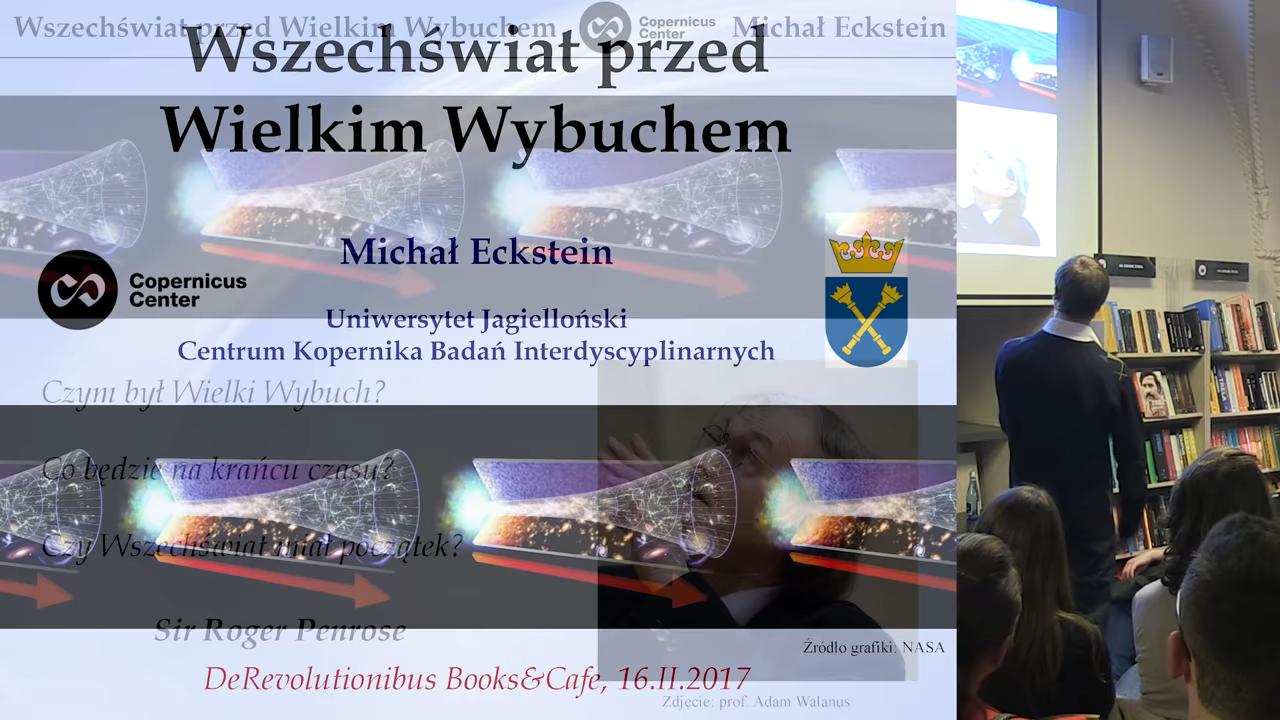 Wszechświat przed Wielkim Wybuchem
Copernicus
Center
Michał Eckstein
Wszechświat przed
Wielkim Wybuchem
Michał Eckstein
Copernicus
Center
Uniwersytet Jagielloński
Centrum Kopernika Badań Interdyscyplinarnych
Czym był Wielki Wybuch?
Co będzie na krańcu czasu?
Czy Wszechświat miał początek?
Sir Roger Penrose
Źródło grafiki: NASA
DeRevolutionibus Books&Cafe, 16.II.2017
Zdjęcie: prof. Adam Walanus